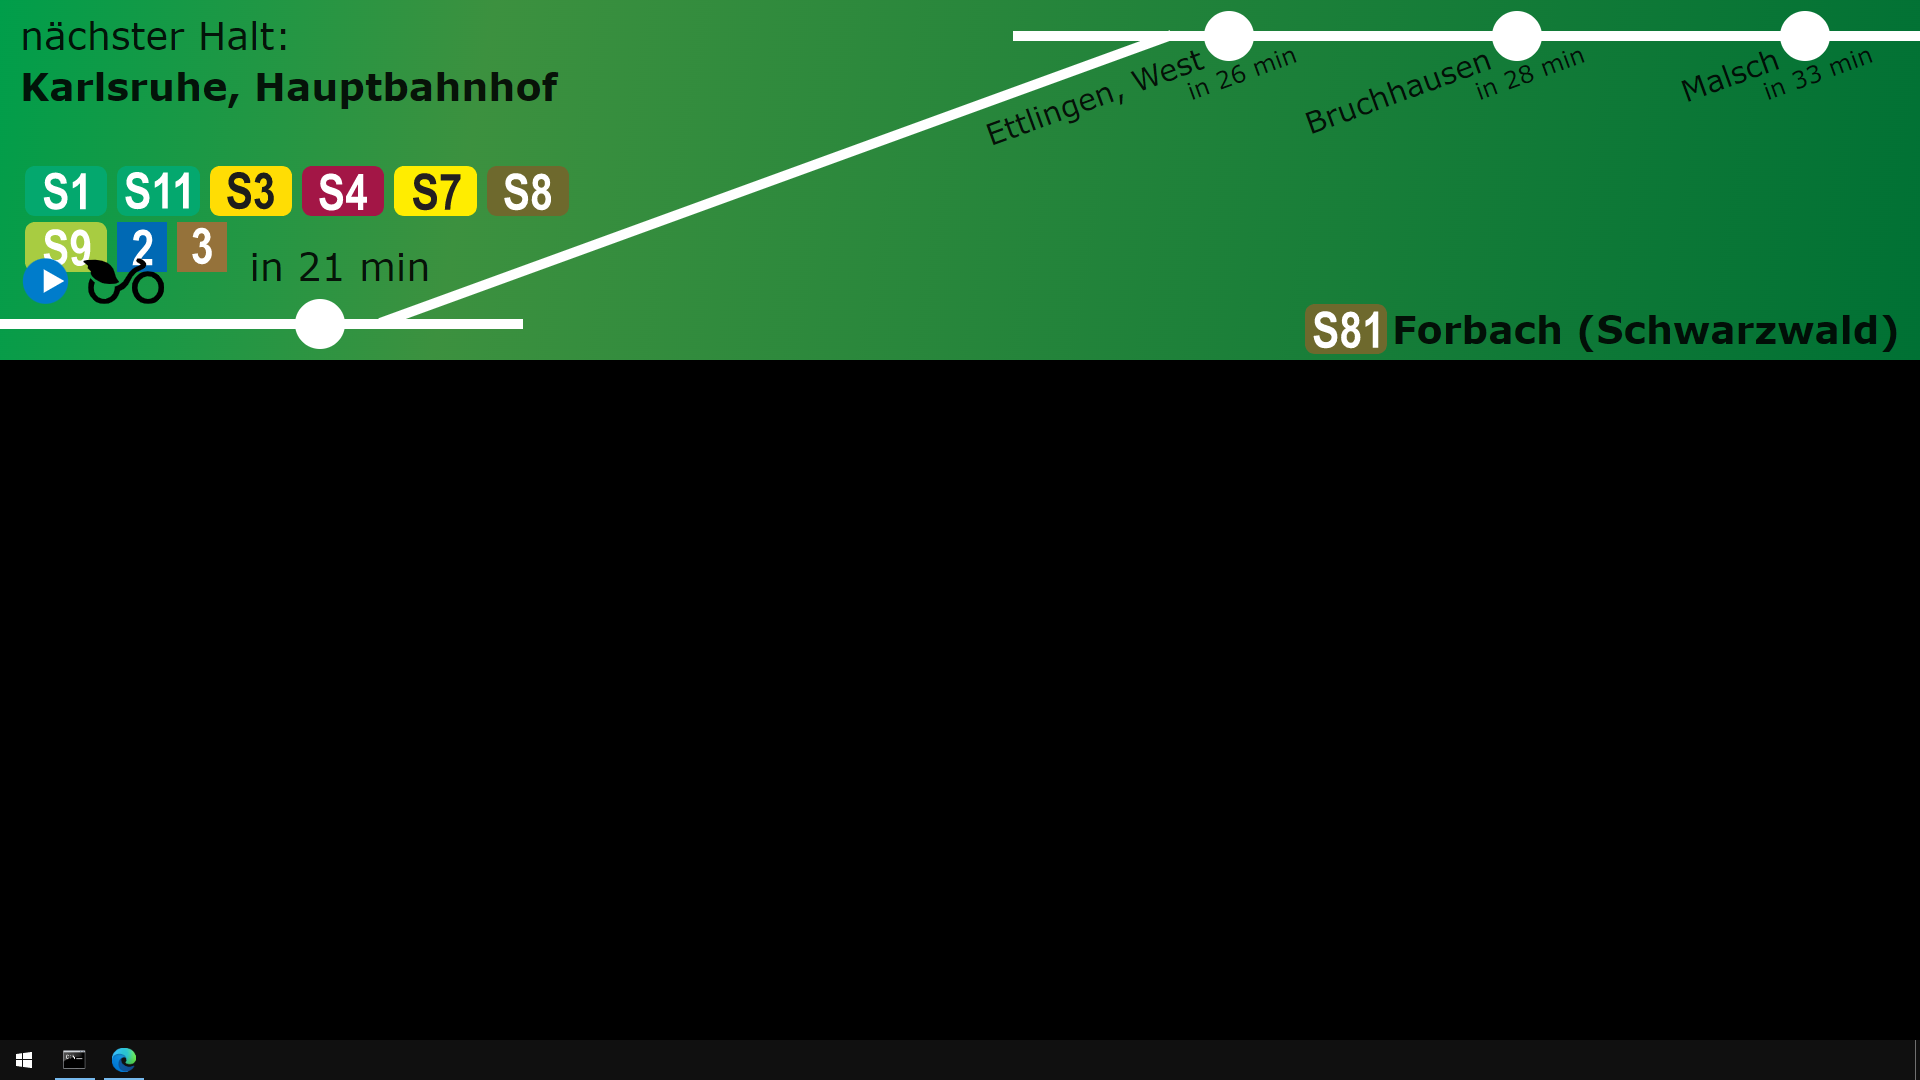 nächster Halt:
Karlsruhe, Hauptbahnhof
S1 S11 S3 S4 S7 S8
S9 2 3
in 21 min
Ettlingen, West
in 26 min
Bruchhausen
in 28 min
Malsch
in 33 min
S81 Forbach (Schwarzwald)